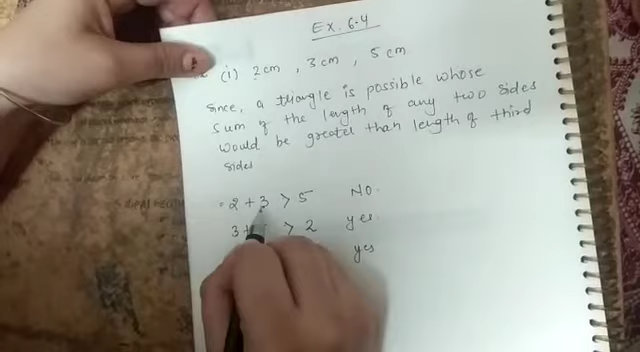 Ex. 6.4
(i) 2cm, 3cm, 5cm
Since, a triangle is possible whose
sum of the length of any two sides
would be greater than length of third
sides
= 2 + 3 > 5 No.
3+ > 2 yes.
yes